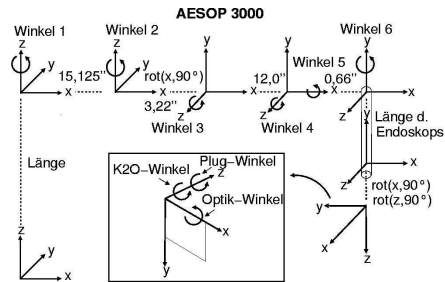 AESOP 3000
Winkel 1
Winkel 2
Winkel 6
z
y
x
15,125"
z
y
x
rot(x,90°)
3,22"
y
x
z
Winkel 3
12,0"
y
z
Winkel 4
Winkel 5
x
0,66"
y
x
z
Länge
z
y
x
Länge d.
Endoskops
y
x
z
rot(x,90°)
rot(z,90°)
y
x
z
K2O-Winkel
Plug-Winkel
z
Optik-Winkel
x
y